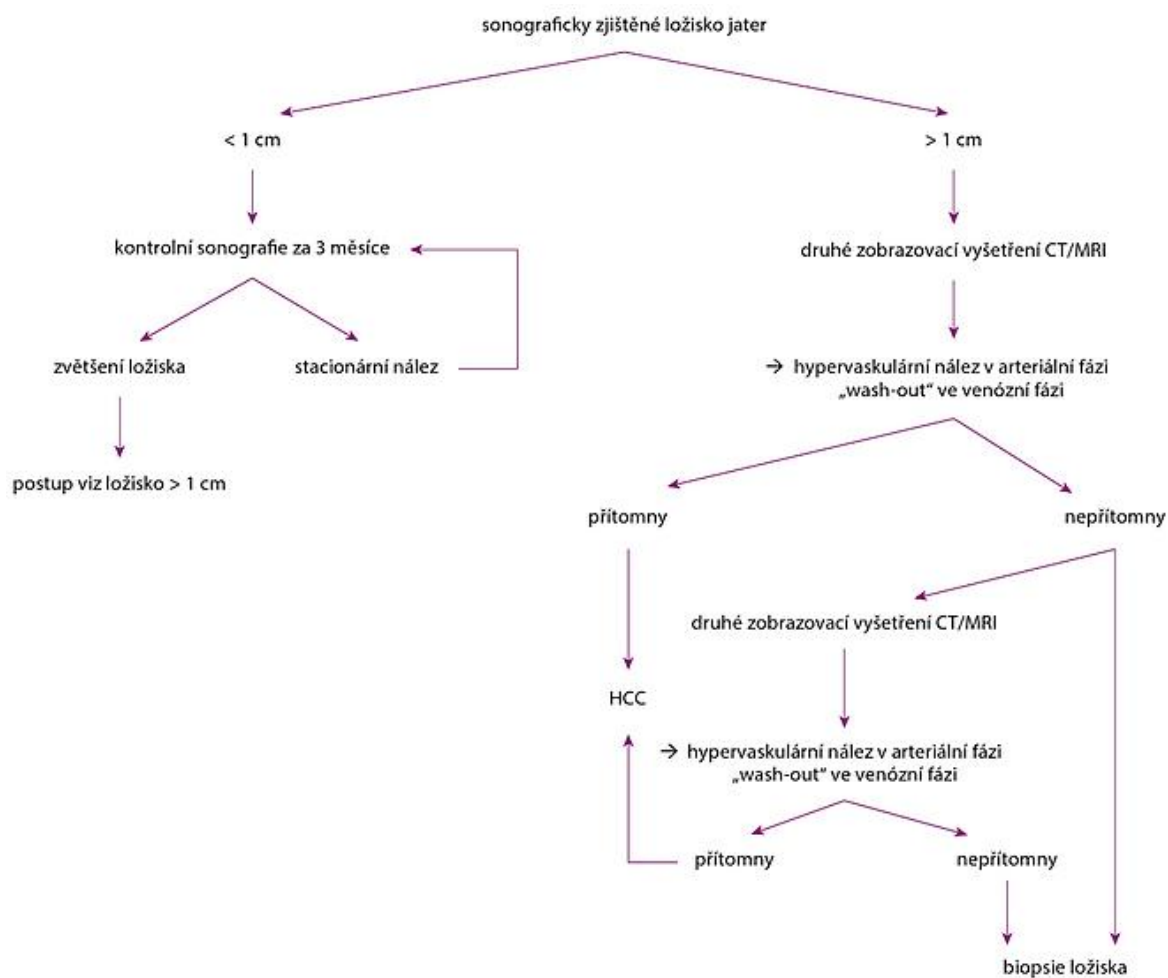 sonograficky zjištěné ložisko jater
< 1 cm
> 1 cm
kontrolní sonografie za 3 měsíce
druhé zobrazovací vyšetření CT/MRI
zvětšení ložiska
stacionární nález
→ hypervaskulární nález v arteriální fázi
„wash-out“ ve venózní fázi
postup viz ložisko > 1 cm
přítomny
nepřítomny
druhé zobrazovací vyšetření CT/MRI
HCC
→ hypervaskulární nález v arteriální fázi
„wash-out“ ve venózní fázi
přítomny
nepřítomny
biopsie ložiska